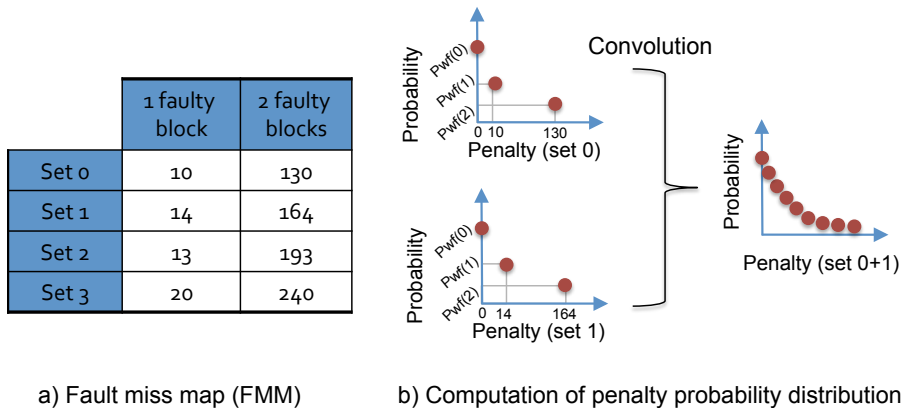 1 faulty block
2 faulty blocks
Set 0 10 130
Set 1 14 164
Set 2 13 193
Set 3 20 240
a) Fault miss map (FMM)
Probability
Pwf(0)
Pwf(1)
Pwf(2)
0 10 130
Penalty (set 0)
Probability
Pwf(0)
Pwf(1)
Pwf(2)
0 14 164
Penalty (set 1)
Convolution
Probability
Penalty (set 0+1)
b) Computation of penalty probability distribution